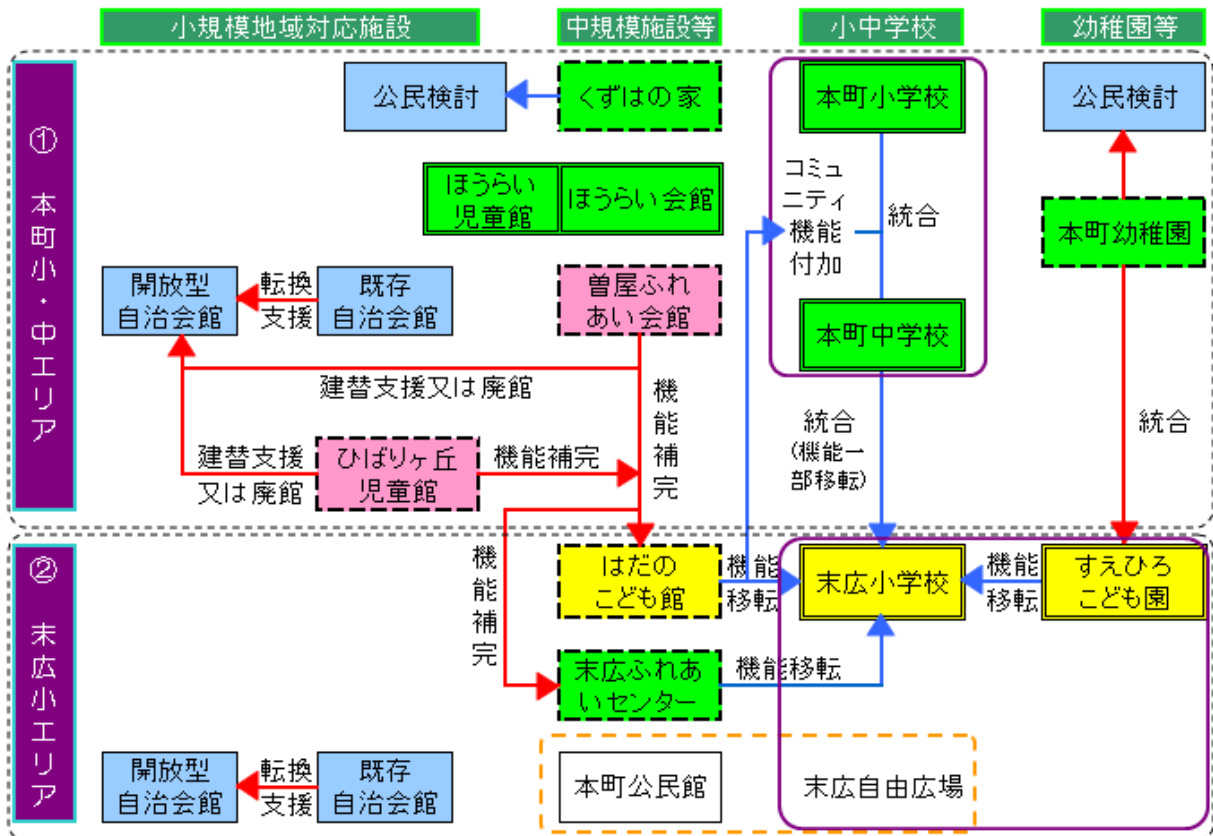 小規模地域対応施設
中規模施設等
小中学校
幼稚園等
①
本町小・中エリア
公民検討
くずはの家
本町小学校
公民検討
ほうらい
児童館
ほうらい会館
コミュ
ニティ
機能
付加
統合
本町幼稚園
開放型
自治会館
転換
支援
既存
自治会館
曽屋ふれ
あい会館
本町中学校
建替支援又は廃館
機能補完
統合
(機能一
部移転)
統合
建替支援
又は廃館
ひばりヶ丘
児童館
機能補完
②
末広小エリア
機能補完
はだの
こども館
機能
移転
末広小学校
機能
移転
すえひろ
こども園
末広ふれあ
いセンター
機能移転
開放型
自治会館
転換
支援
既存
自治会館
本町公民館
末広自由広場